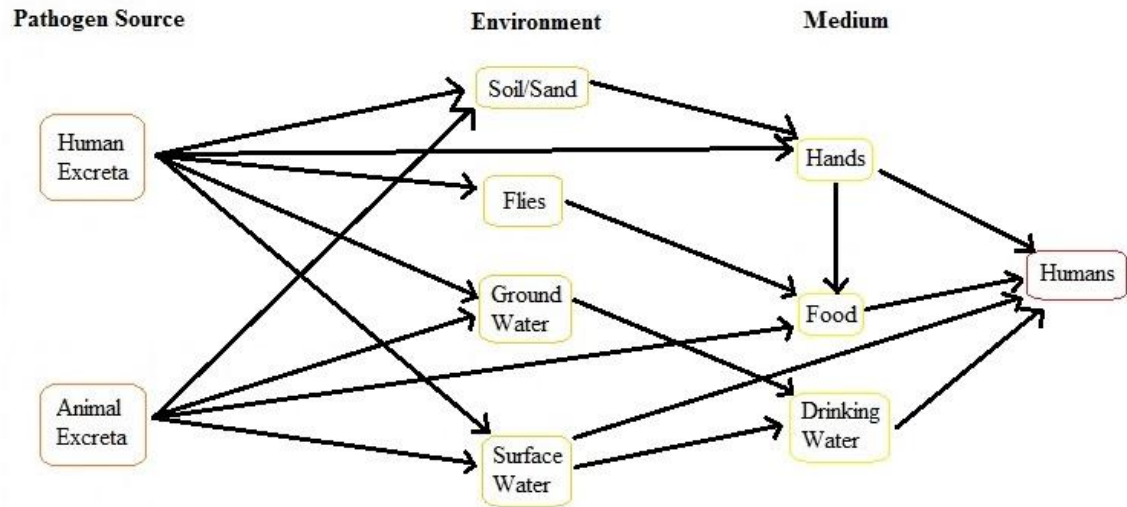 Pathogen Source
Environment
Medium
Soil/Sand
Human
Excreta
Hands
Flies
Humans
Ground
Water
Food
Animal
Excreta
Drinking
Water
Surface
Water